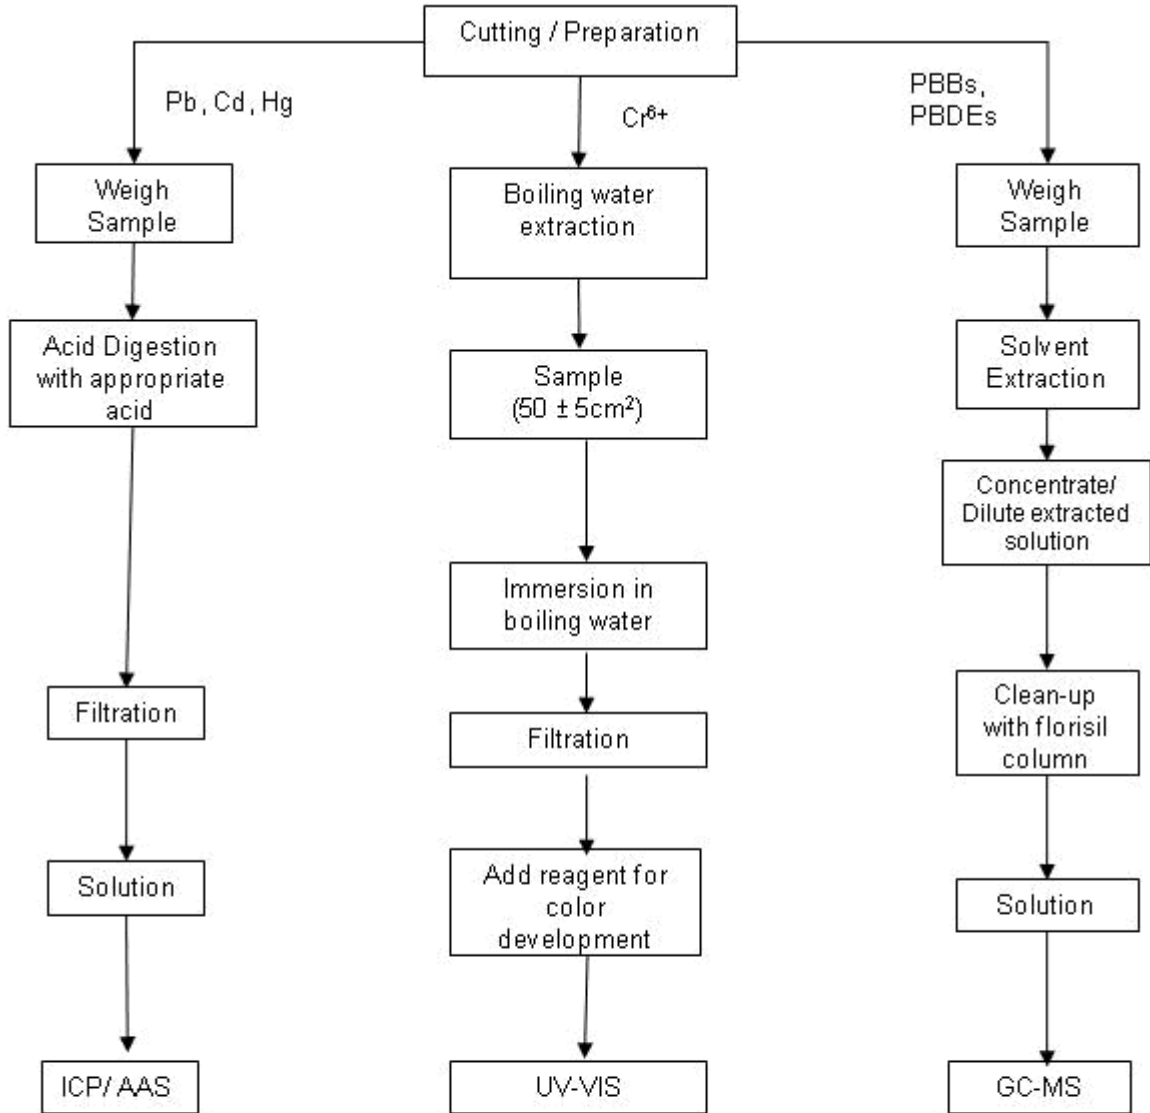 Cutting / Preparation
Pb, Cd, Hg
Cr⁶⁺
PBBs,
PBDEs
Weigh
Sample
Acid Digestion
with appropriate
acid
Filtration
Solution
ICP/ AAS
Boiling water
extraction
Sample
(50 ± 5cm²)
Immersion in
boiling water
Filtration
Add reagent for
color
development
UV-VIS
Weigh
Sample
Solvent
Extraction
Concentrate/
Dilute extracted
solution
Clean-up
with florisil
column
Solution
GC-MS